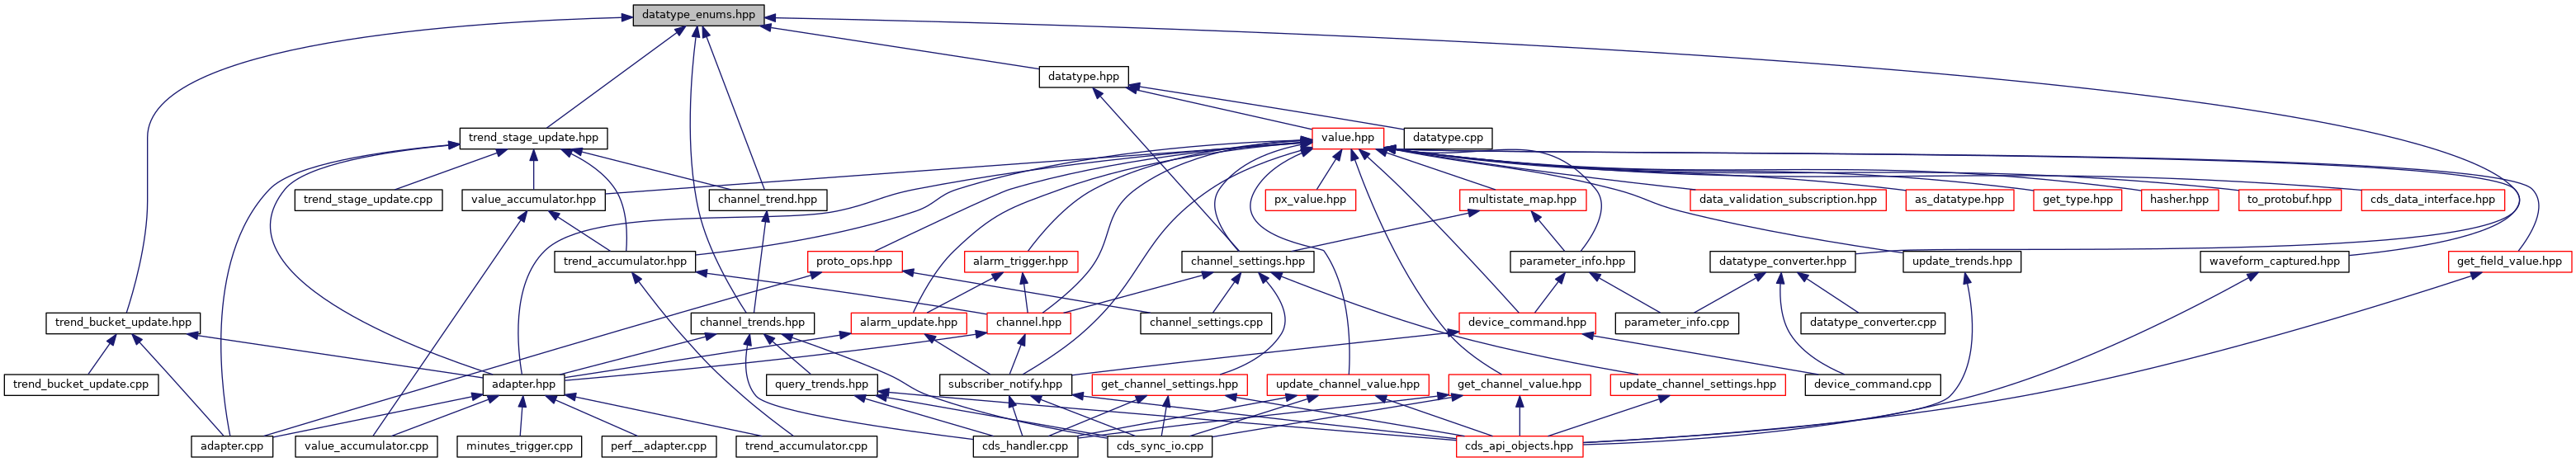 datatype_enums.hpp
datatype.hpp
trend_stage_update.hpp
value.hpp
datatype.cpp
trend_stage_update.cpp
value_accumulator.hpp
channel_trend.hpp
px_value.hpp
multistate_map.hpp
data_validation_subscription.hpp
as_datatype.hpp
get_type.hpp
hasher.hpp
to_protobuf.hpp
cds_data_interface.hpp
trend_accumulator.hpp
proto_ops.hpp
alarm_trigger.hpp
channel_settings.hpp
parameter_info.hpp
datatype_converter.hpp
update_trends.hpp
waveform_captured.hpp
get_field_value.hpp
trend_bucket_update.hpp
channel_trends.hpp
alarm_update.hpp
channel.hpp
channel_settings.cpp
device_command.hpp
parameter_info.cpp
datatype_converter.cpp
trend_bucket_update.cpp
adapter.hpp
query_trends.hpp
subscriber_notify.hpp
get_channel_settings.hpp
update_channel_value.hpp
get_channel_value.hpp
update_channel_settings.hpp
device_command.cpp
adapter.cpp
value_accumulator.cpp
minutes_trigger.cpp
perf__adapter.cpp
trend_accumulator.cpp
cds_handler.cpp
cds_sync_io.cpp
cds_api_objects.hpp